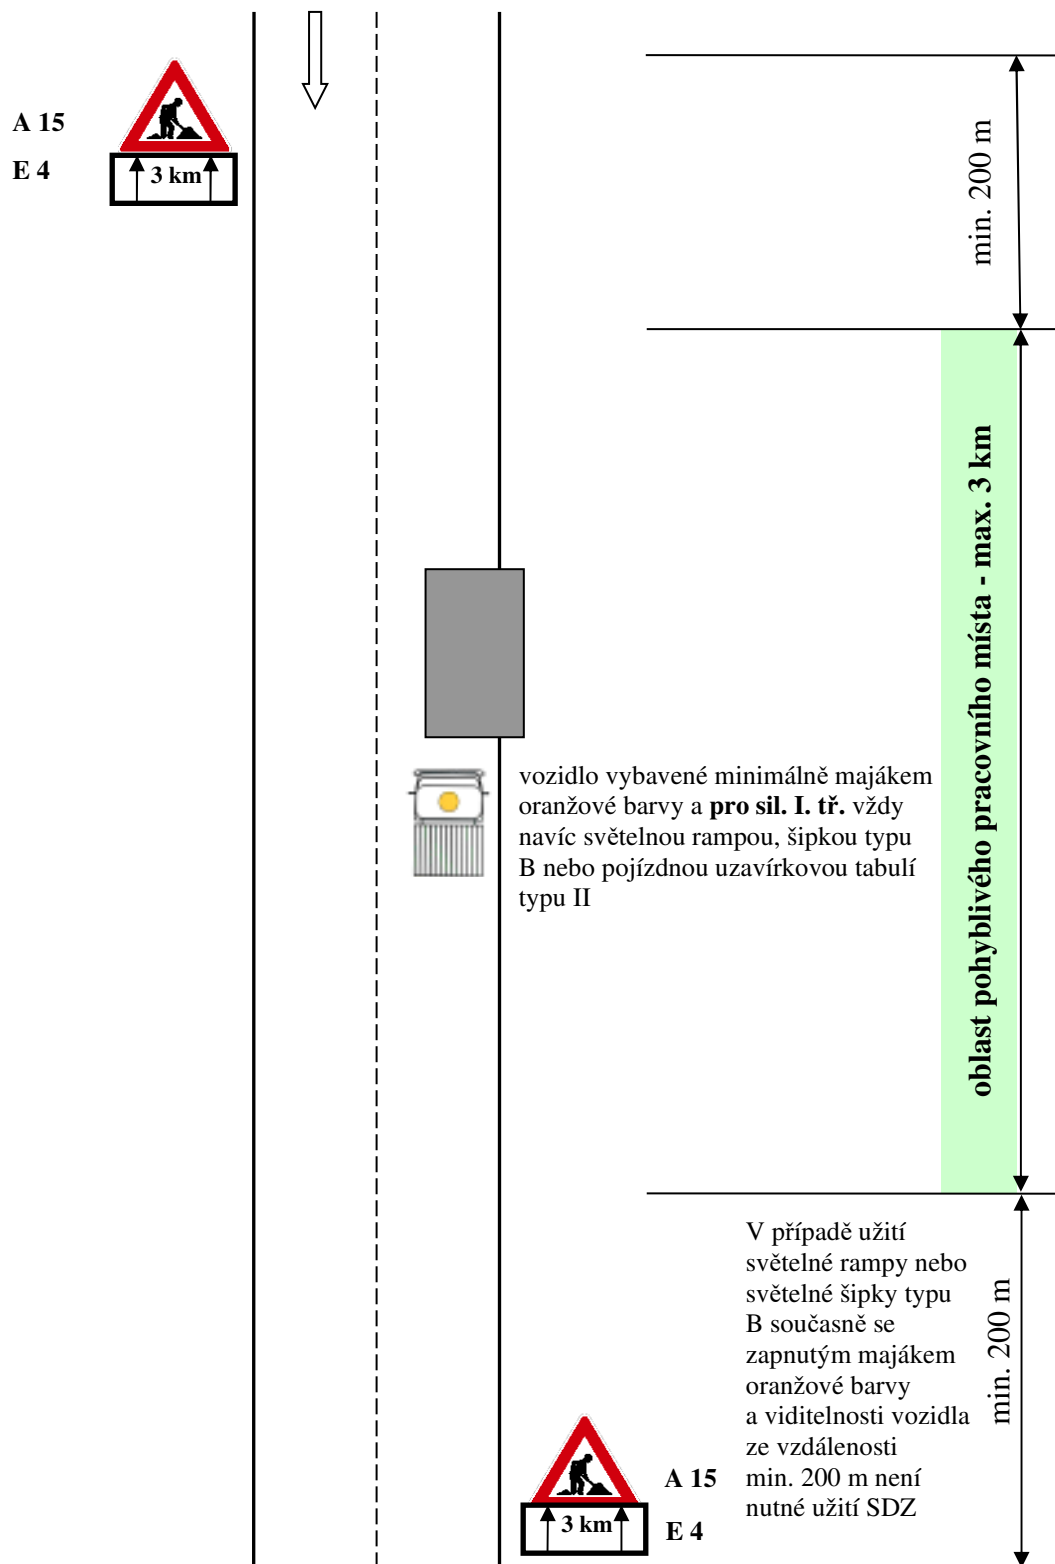 A 15
E 4
3 km
min. 200 m
oblast pohyblivého pracovního místa - max. 3 km
vozidlo vybavené minimálně majákem
oranžové barvy a pro sil. I. tř. vždy
navíc světelnou rampou, šipkou typu
B nebo pojízdnou uzavírkovou tabulí
typu II
V případě užití
světelné rampy nebo
světelné šipky typu
B současně se
zapnutým majákem
oranžové barvy
a viditelnosti vozidla
ze vzdálenosti
min. 200 m není
nutné užití SDZ
min. 200 m
A 15
E 4
3 km